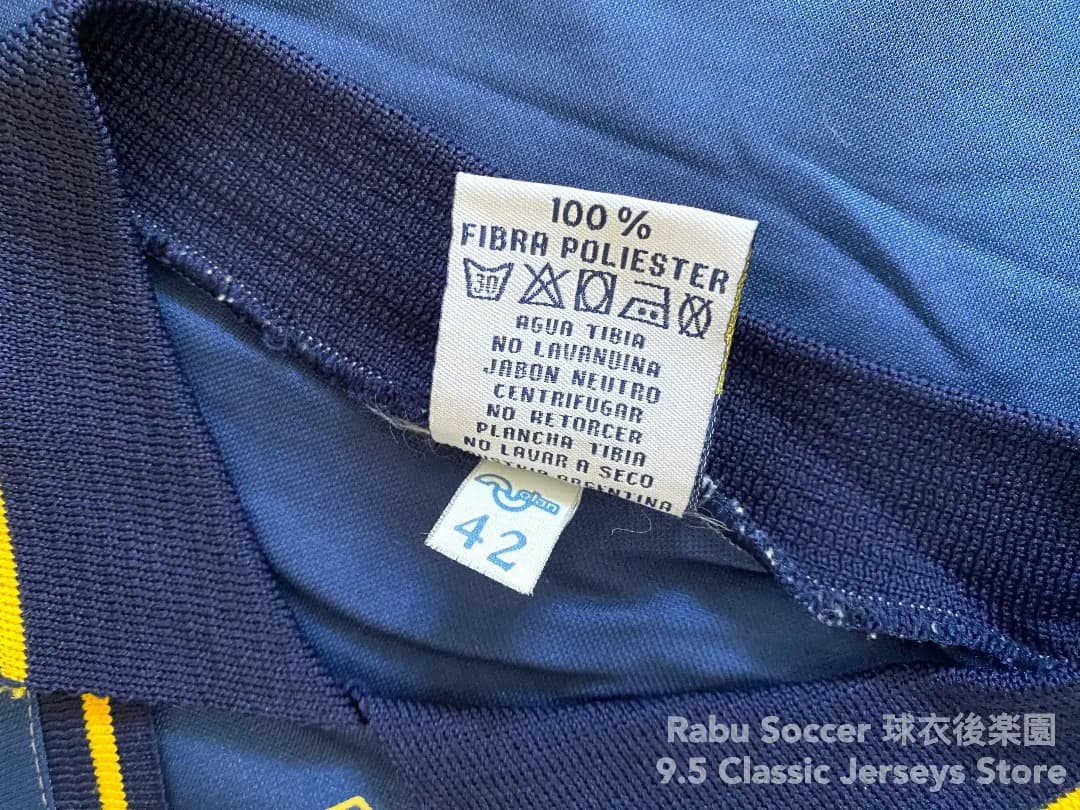 100 %
FIBRA POLIESTER
30
AGUA TIBIA
NO LAVANDINA
JABON NEUTRO
CENTRIFUGAR
NO RETORCER
PLANCHA TIBIA
NO LAVAR A SECO
ARGENTINA
42
Rabu Soccer 球衣後楽園
9.5 Classic Jerseys Store